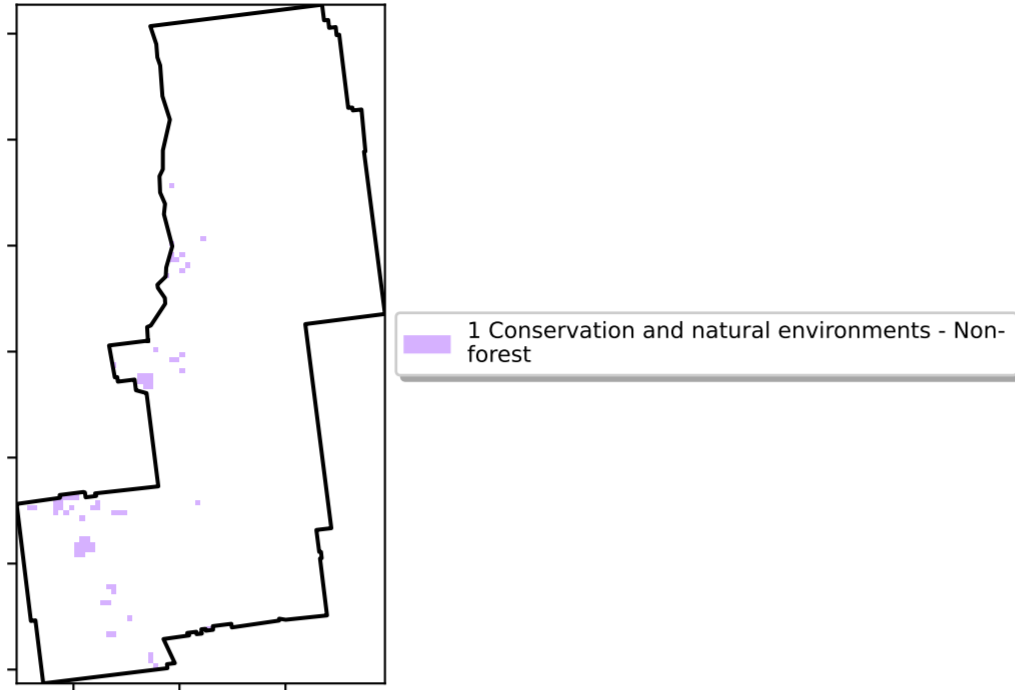 1 Conservation and natural environments - Non-
forest